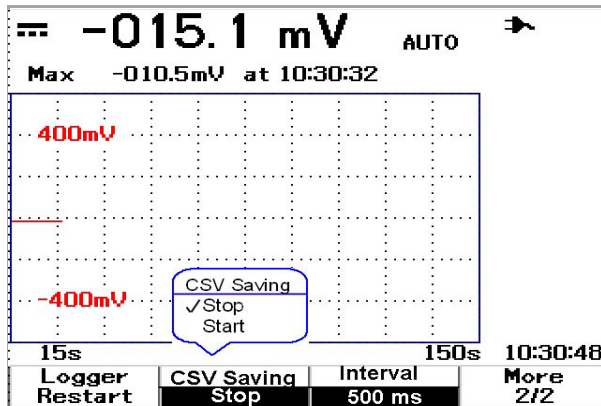 -015.1 mV AUTO
Max -010.5mV at 10:30:32
400mV
-400mV
CSV Saving
✓Stop
Start
15s 150s 10:30:48
Logger Restart
CSV Saving Stop
Interval 500 ms
More 2/2